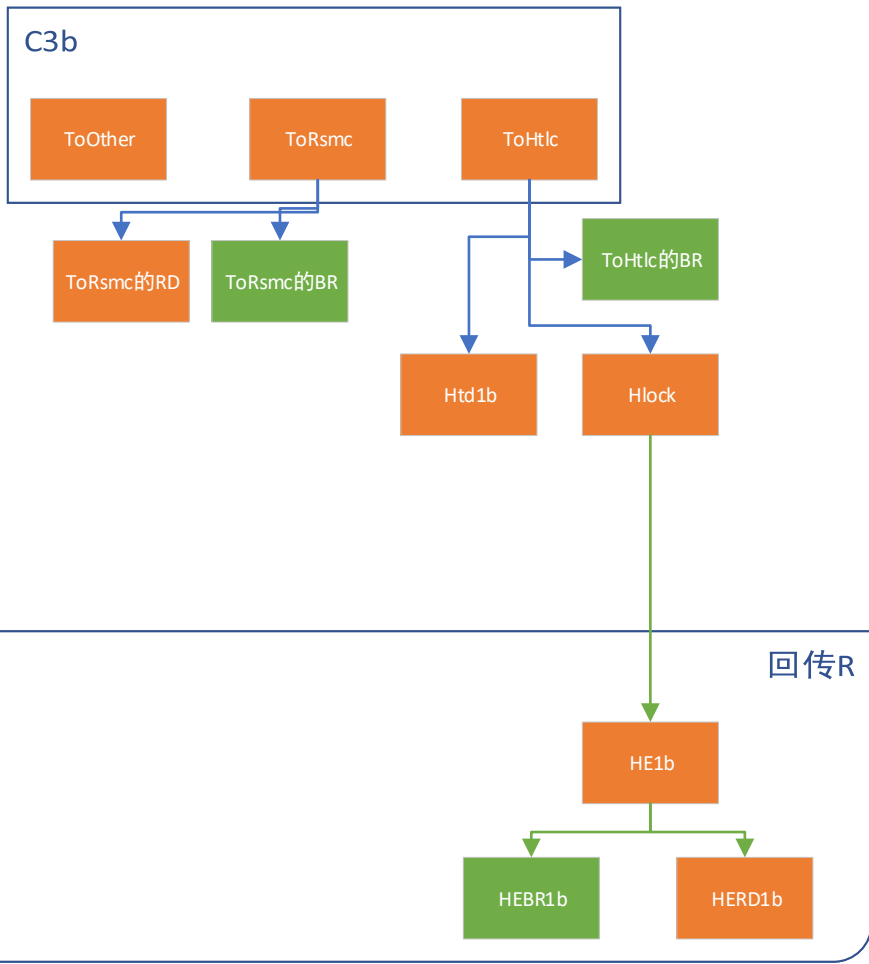 C3b
ToOther
ToRsmc
ToHtlc
ToHtlc的BR
ToRsmc的RD
ToRsmc的BR
Htd1b
Hlock
回传R
HE1b
HEBR1b
HERD1b